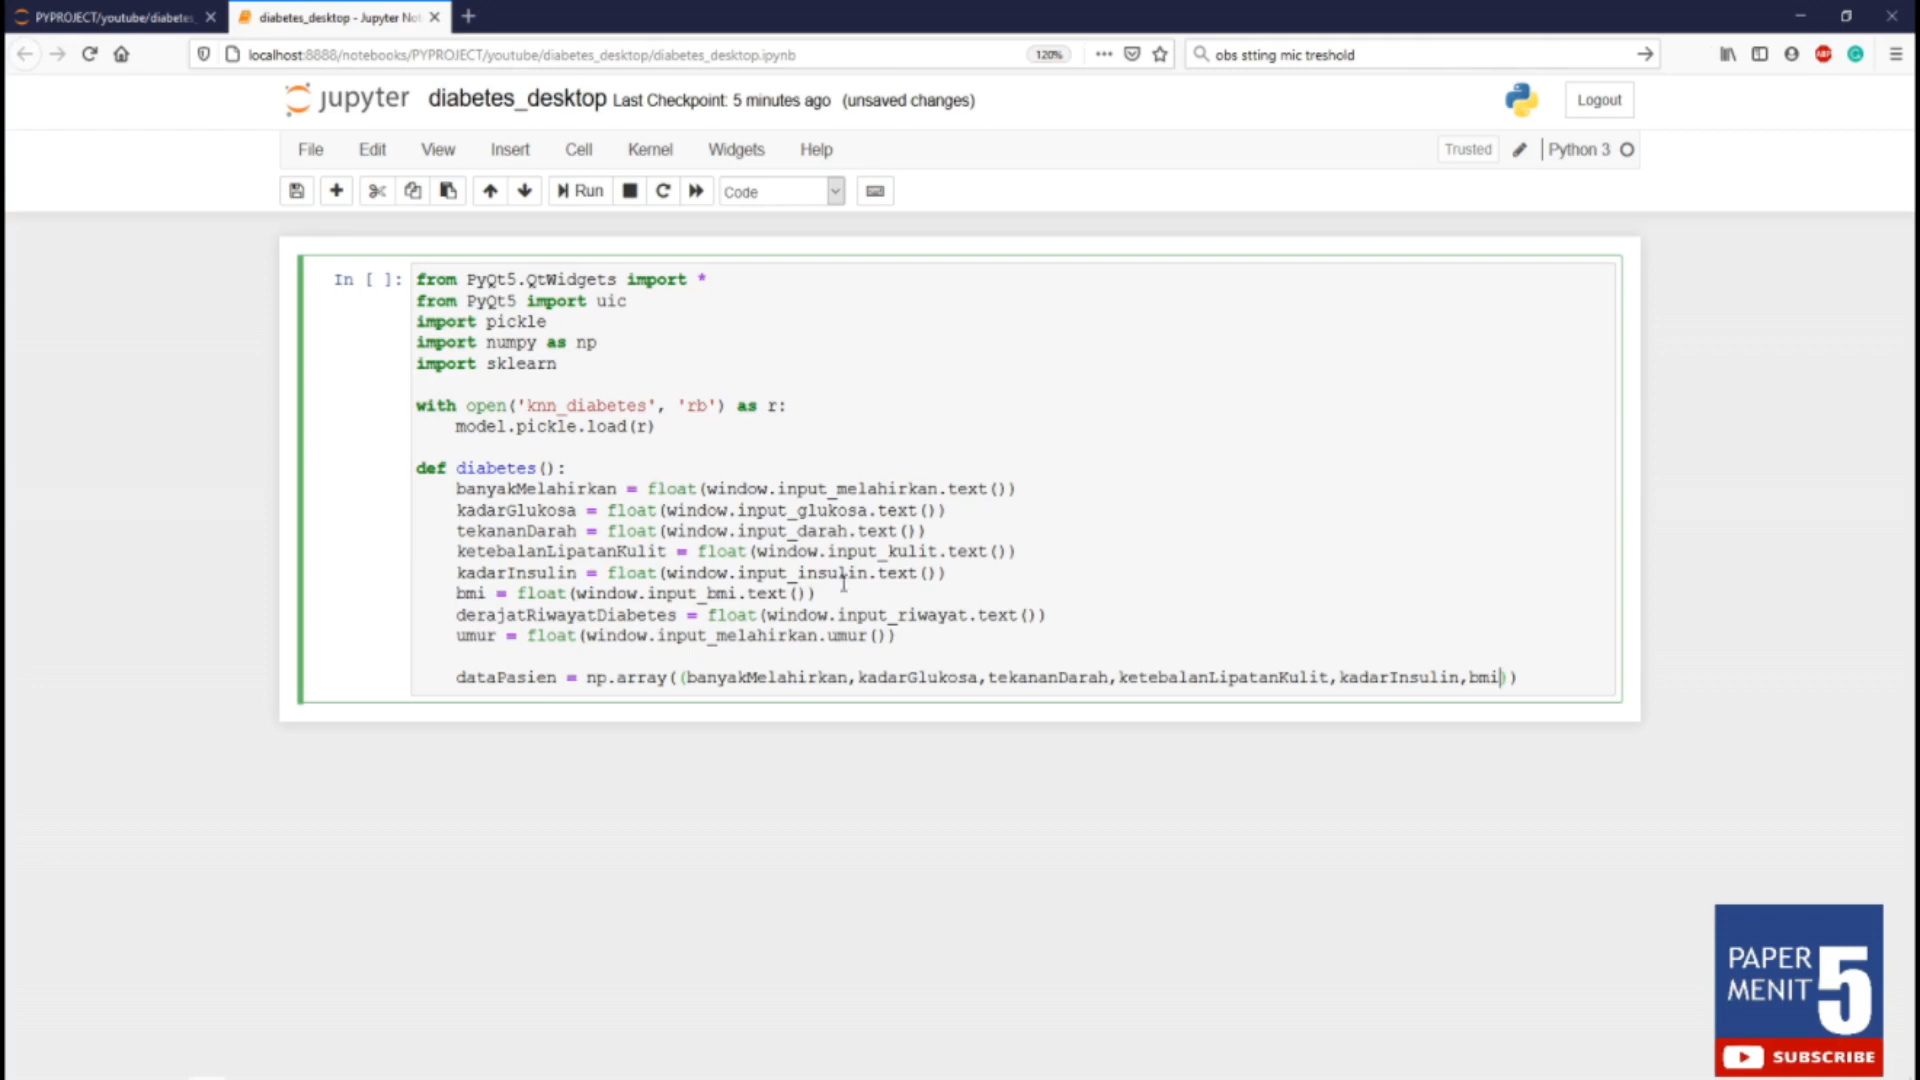 PYPROJECT/youtube/diabetes_
diabetes_desktop - Jupyter Not
localhost:8888/notebooks/PYPROJECT/youtube/diabetes_desktop/diabetes_desktop.ipynb
120%
obs stting mic treshold
ABP
jupyter diabetes_desktop Last Checkpoint: 5 minutes ago (unsaved changes)
Logout
File Edit View Insert Cell Kernel Widgets Help
Trusted
Python 3
Run
Code
In [ ]:
from PyQt5.QtWidgets import *
from PyQt5 import uic
import pickle
import numpy as np
import sklearn
with open('knn_diabetes', 'rb') as r:
    model.pickle.load(r)
def diabetes():
    banyakMelahirkan = float(window.input_melahirkan.text())
    kadarGlukosa = float(window.input_glukosa.text())
    tekananDarah = float(window.input_darah.text())
    ketebalanLipatanKulit = float(window.input_kulit.text())
    kadarInsulin = float(window.input_insulin.text())
    bmi = float(window.input_bmi.text())
    derajatRiwayatDiabetes = float(window.input_riwayat.text())
    umur = float(window.input_melahirkan.umur())
    dataPasien = np.array((banyakMelahirkan,kadarGlukosa,tekananDarah,ketebalanLipatanKulit,kadarInsulin,bmi))
PAPER
MENIT
5
SUBSCRIBE